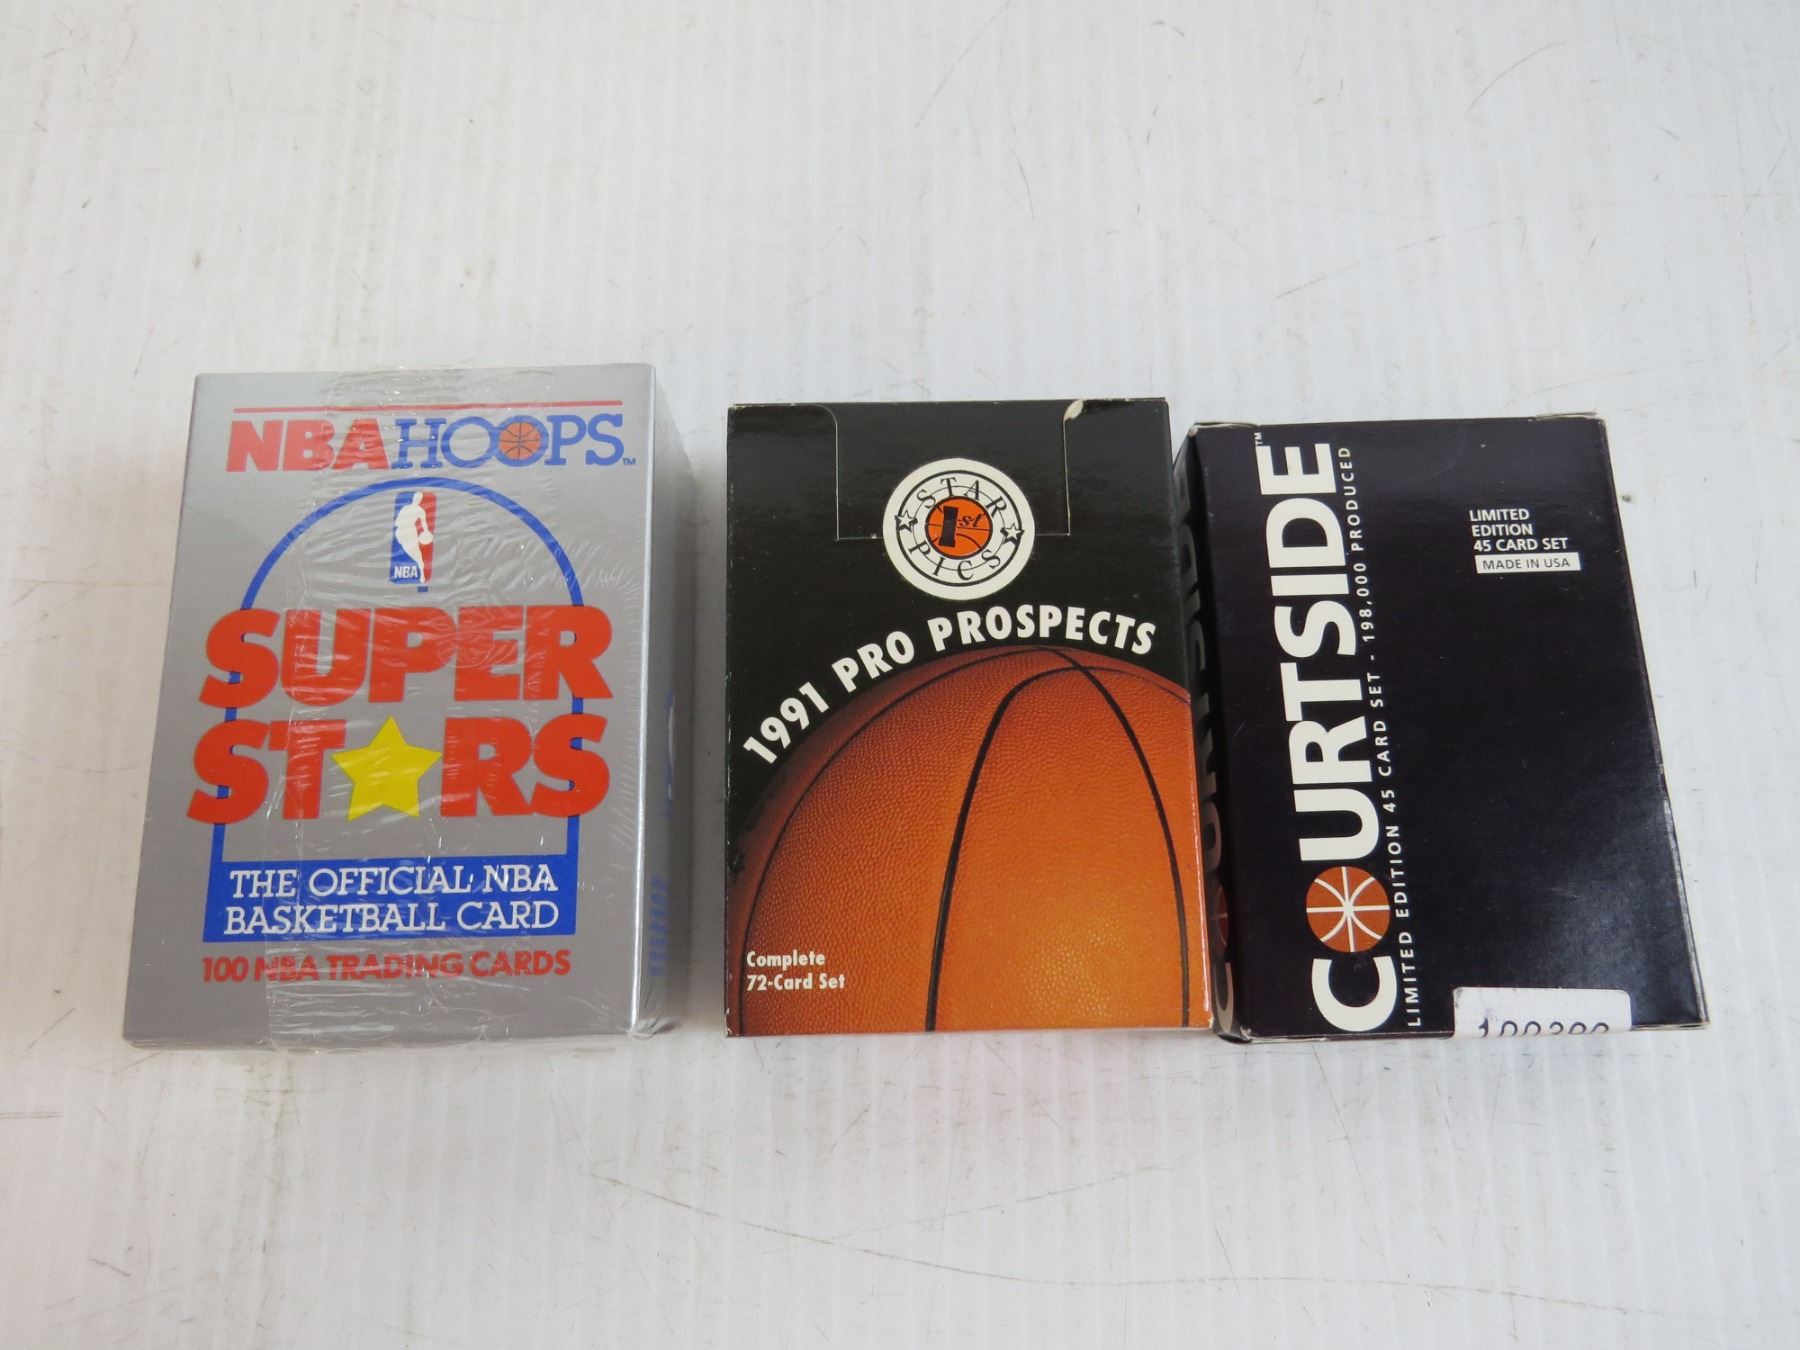 NBA HOOPS™
NBA
SUPER
STARS
THE OFFICIAL NBA
BASKETBALL CARD
100 NBA TRADING CARDS
STAR
1st
PICS
1991 PRO PROSPECTS
Complete
72-Card Set
COURTSIDE™
LIMITED EDITION 45 CARD SET - 198,000 PRODUCED
LIMITED
EDITION
45 CARD SET
MADE IN USA